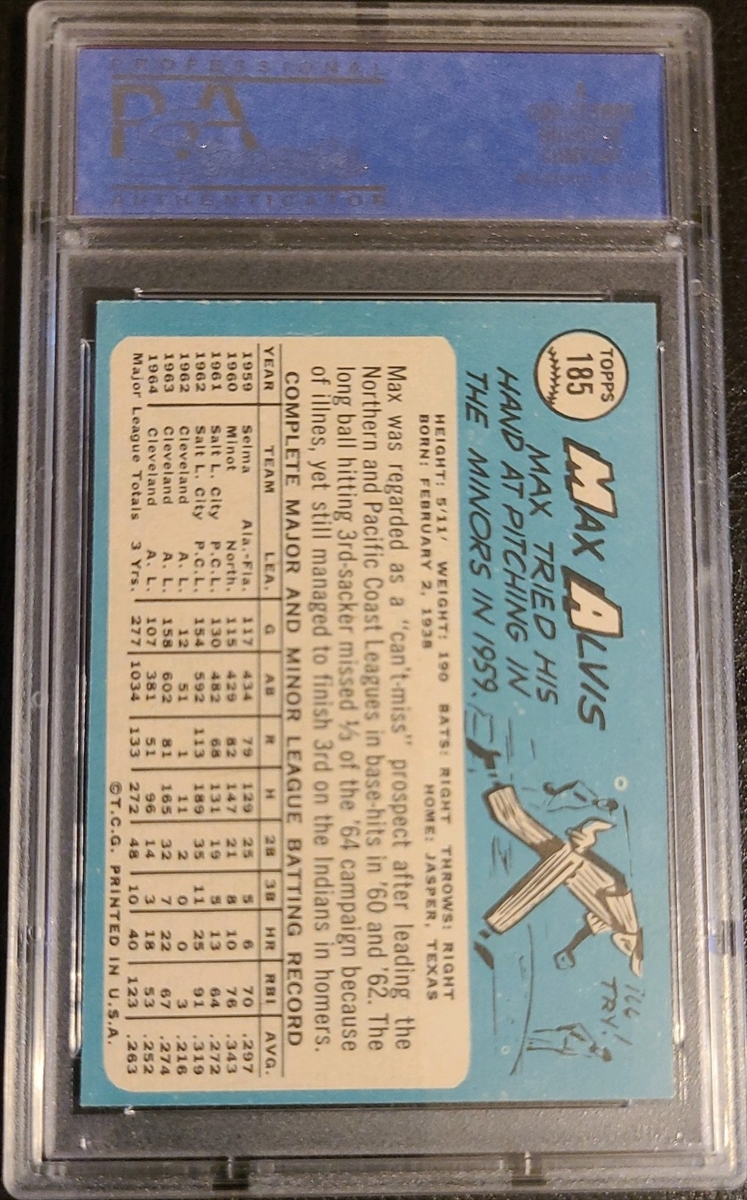 PROFESSIONAL
PSA
AUTHENTICATOR
TOPPS
185
MAX ALVIS
MAX TRIED HIS
HAND AT PITCHING IN
THE MINORS IN 1959.
I'LL
TRY!
HEIGHT: 5'11' WEIGHT: 190 BATS: RIGHT THROWS: RIGHT
BORN: FEBRUARY 2, 1938 HOME: JASPER, TEXAS
Max was regarded as a "can't-miss" prospect after leading the
Northern and Pacific Coast Leagues in base-hits in '60 and '62. The
long ball hitting 3rd-sacker missed ⅓ of the '64 campaign because
of illnes, yet still managed to finish 3rd on the Indians in homers.
COMPLETE MAJOR AND MINOR LEAGUE BATTING RECORD
YEAR TEAM LEA. G AB R H 2B 3B HR RBI AVG.
1959 Selma Ala.-Fla. 117 434 79 129 25 5 6 70 .297
1960 Minot North. 115 429 82 147 21 8 10 76 .343
1961 Salt L. City P.C.L. 130 482 68 131 19 5 13 64 .272
1962 Salt L. City P.C.L. 154 592 113 189 35 11 25 91 .319
1962 Cleveland A. L. 12 51 1 11 2 0 0 3 .216
1963 Cleveland A. L. 158 602 81 165 32 7 22 67 .274
1964 Cleveland A. L. 107 381 51 96 14 3 18 53 .252
Major League Totals 3 Yrs. 277 1034 133 272 48 10 40 123 .263
©T.C.G. PRINTED IN U.S.A.